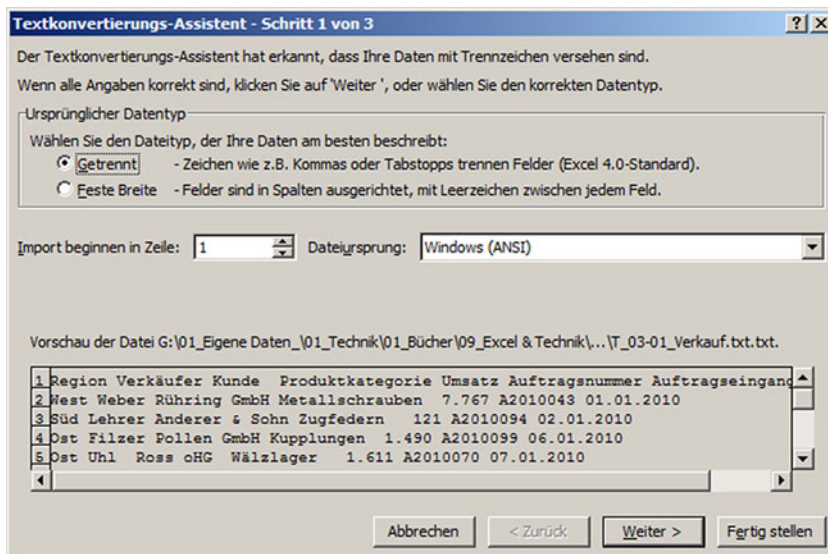 Textkonvertierungs-Assistent - Schritt 1 von 3
Der Textkonvertierungs-Assistent hat erkannt, dass Ihre Daten mit Trennzeichen versehen sind.
Wenn alle Angaben korrekt sind, klicken Sie auf 'Weiter ', oder wählen Sie den korrekten Datentyp.
Ursprünglicher Datentyp
Wählen Sie den Dateityp, der Ihre Daten am besten beschreibt:
Getrennt - Zeichen wie z.B. Kommas oder Tabstopps trennen Felder (Excel 4.0-Standard).
Feste Breite - Felder sind in Spalten ausgerichtet, mit Leerzeichen zwischen jedem Feld.
Import beginnen in Zeile: 1 Dateiursprung: Windows (ANSI)
Vorschau der Datei G:\01_Eigene Daten_\01_Technik\01_Bücher\09_Excel & Technik\...\T_03-01_Verkauf.txt.txt.
1 Region Verkäufer Kunde Produktkategorie Umsatz Auftragsnummer Auftragseingang
2 West Weber Rühring GmbH Metallschrauben 7.767 A2010043 01.01.2010
3 Süd Lehrer Anderer & Sohn Zugfedern 121 A2010094 02.01.2010
4 Ost Filzer Pollen GmbH Kupplungen 1.490 A2010099 06.01.2010
5 Ost Uhl Ross oHG Wälzlager 1.611 A2010070 07.01.2010
Abbrechen < Zurück Weiter > Fertig stellen